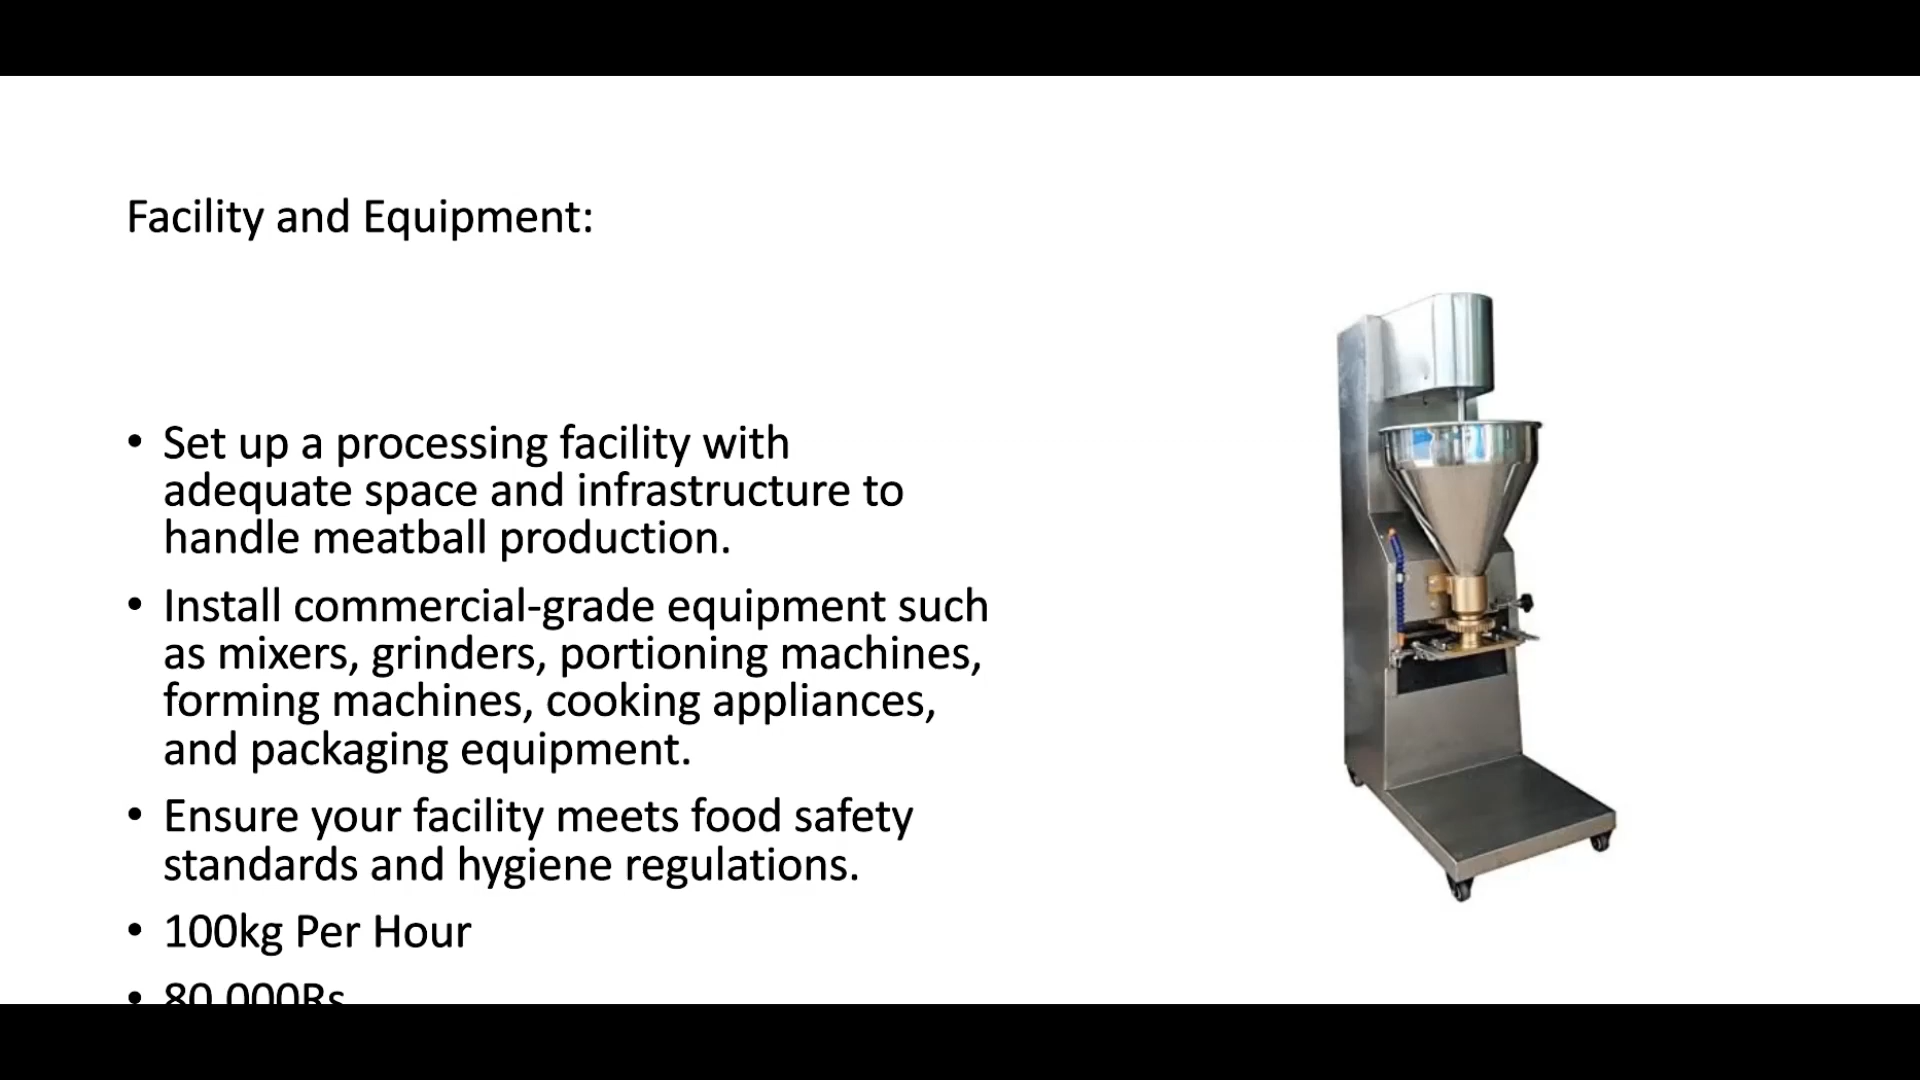 Facility and Equipment:
• Set up a processing facility with
adequate space and infrastructure to
handle meatball production.
• Install commercial-grade equipment such
as mixers, grinders, portioning machines,
forming machines, cooking appliances,
and packaging equipment.
• Ensure your facility meets food safety
standards and hygiene regulations.
• 100kg Per Hour
• 80,000Rs